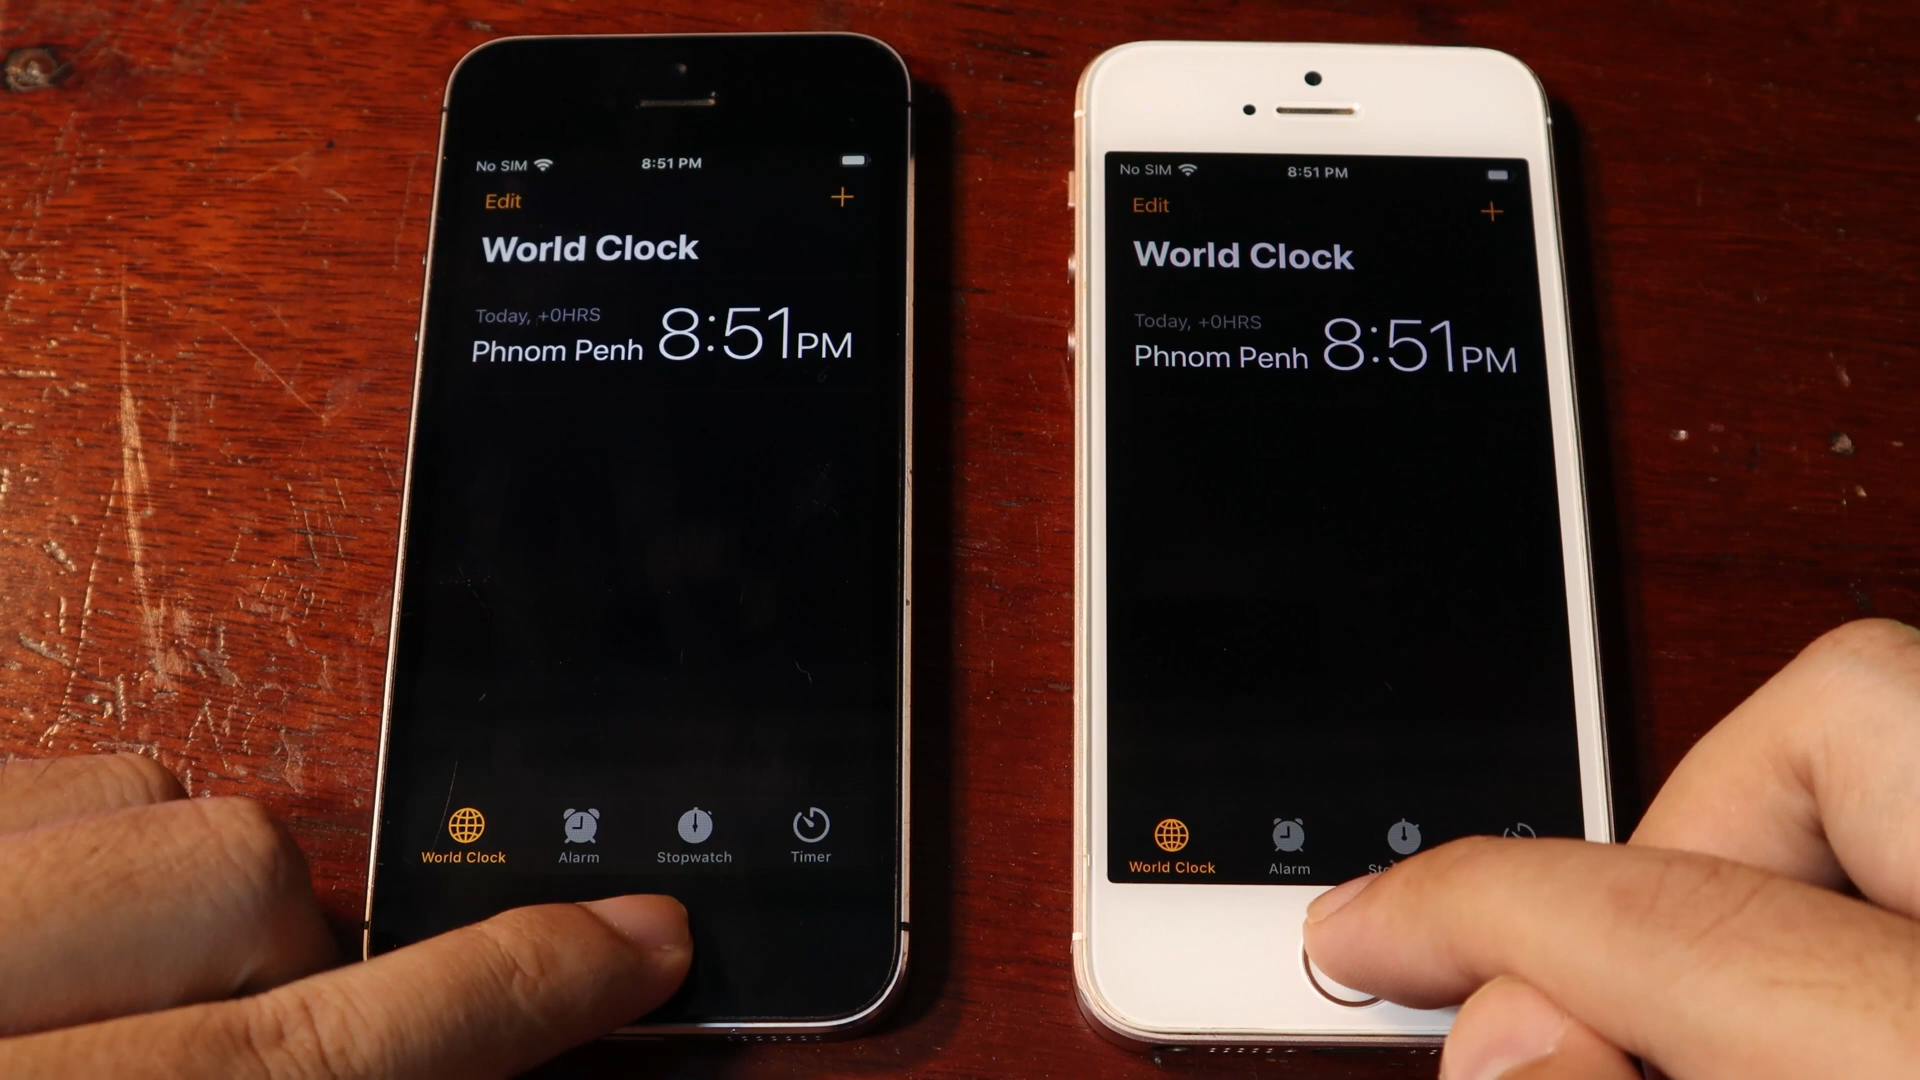 No SIM 8:51 PM
Edit +
World Clock
Today, +0HRS
Phnom Penh 8:51PM
World Clock Alarm Stopwatch Timer
No SIM 8:51 PM
Edit +
World Clock
Today, +0HRS
Phnom Penh 8:51PM
World Clock Alarm